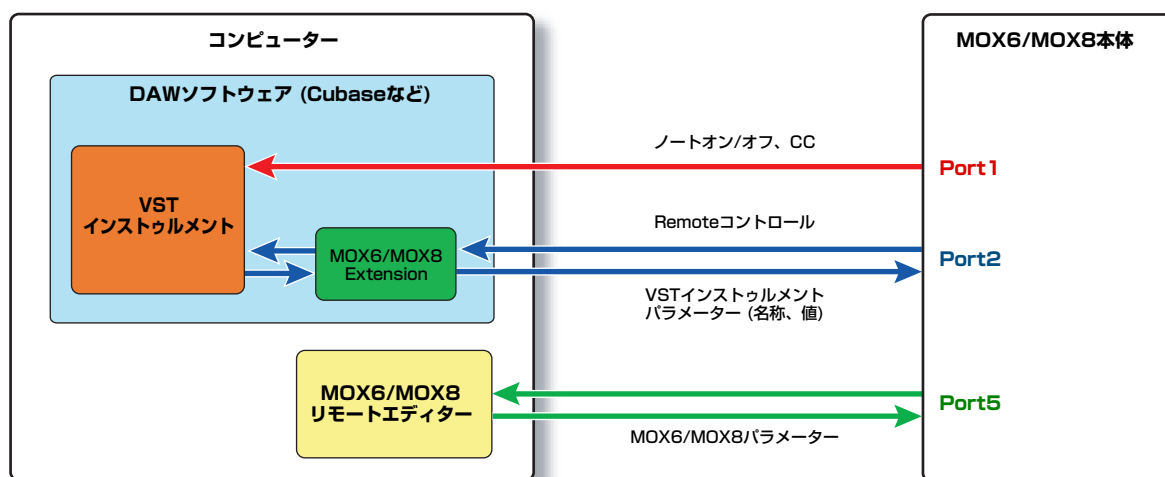 コンピューター
MOX6/MOX8本体
DAWソフトウェア (Cubaseなど)
ノートオン/オフ、CC
Port1
VST
インストゥルメント
Remoteコントロール
MOX6/MOX8
Extension
Port2
VSTインストゥルメント
パラメーター (名称、値)
MOX6/MOX8
リモートエディター
Port5
MOX6/MOX8パラメーター